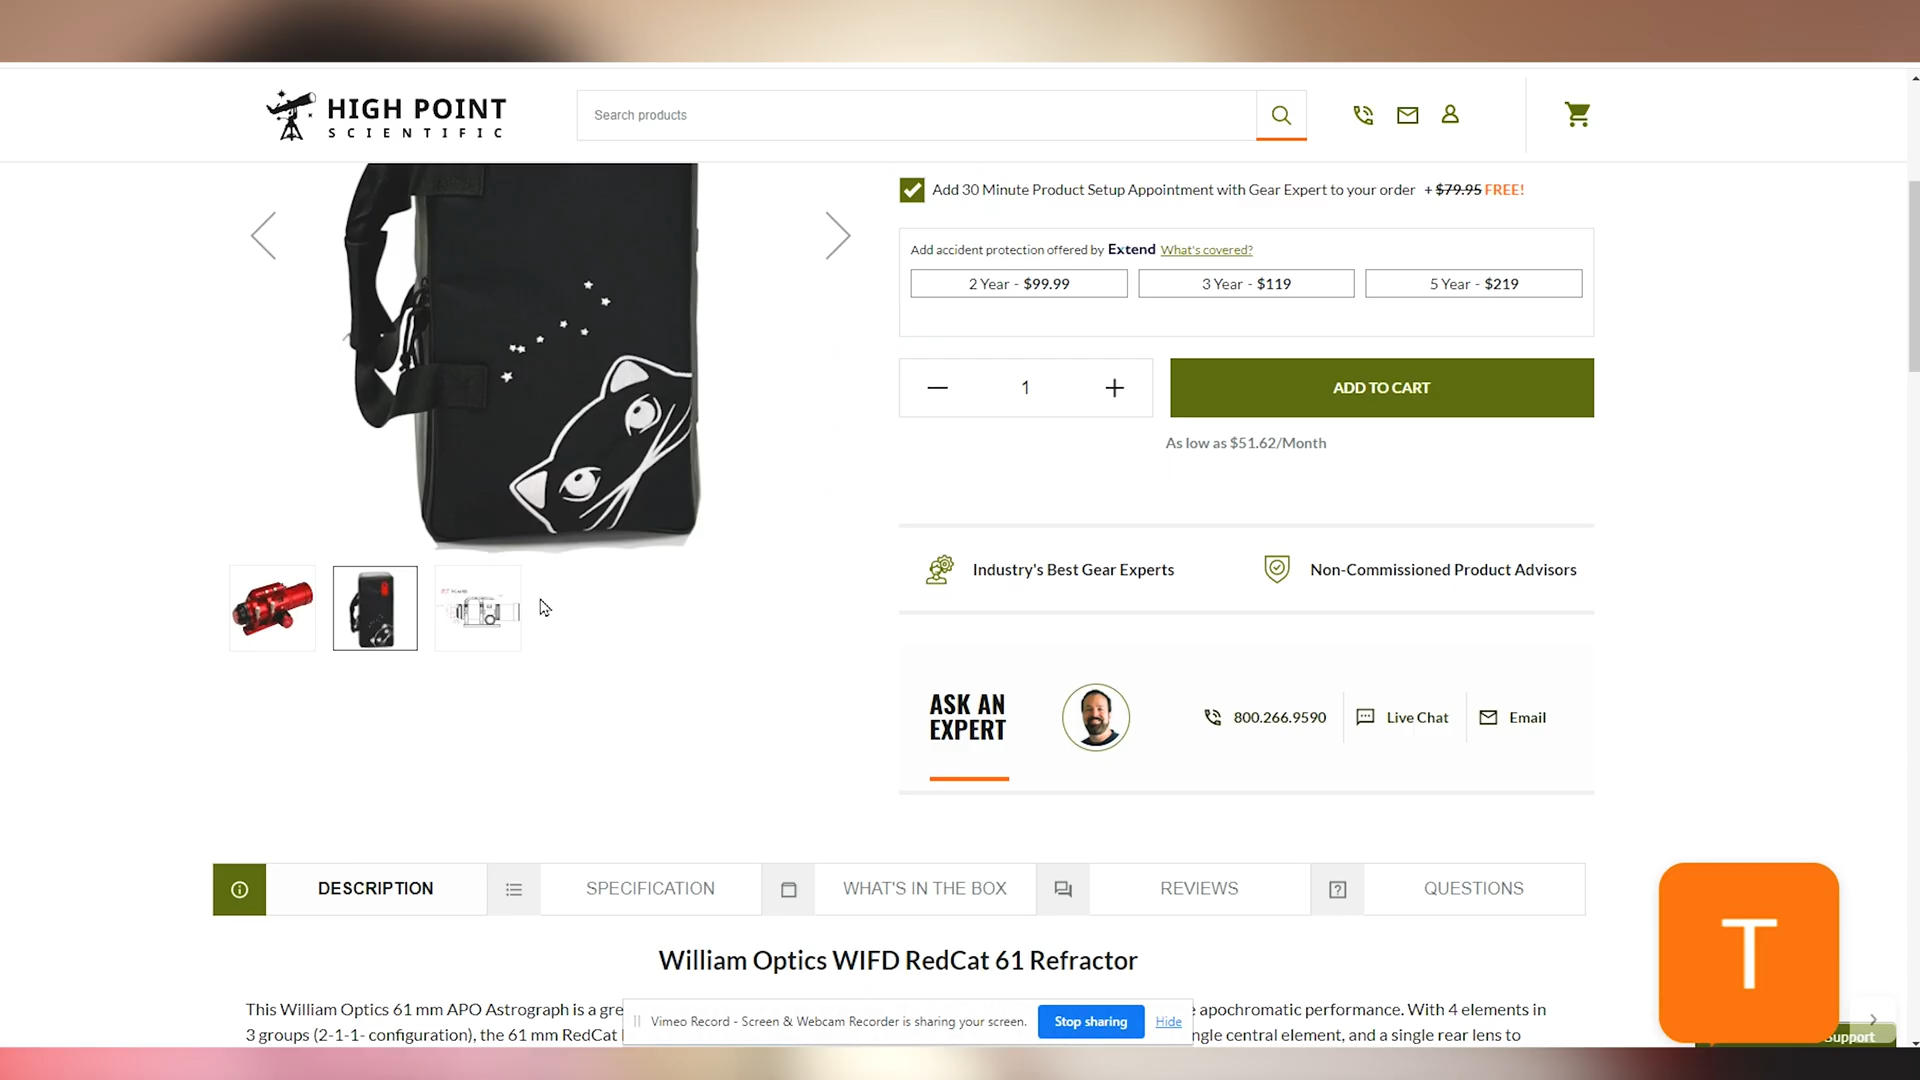 HIGH POINT
SCIENTIFIC
Search products
Add 30 Minute Product Setup Appointment with Gear Expert to your order + $79.95 FREE!
Add accident protection offered by Extend What's covered?
2 Year - $99.99
3 Year - $119
5 Year - $219
1
ADD TO CART
As low as $51.62/Month
Industry's Best Gear Experts
Non-Commissioned Product Advisors
ASK AN
EXPERT
800.266.9590
Live Chat
Email
DESCRIPTION
SPECIFICATION
WHAT'S IN THE BOX
REVIEWS
QUESTIONS
William Optics WIFD RedCat 61 Refractor
This William Optics 61 mm APO Astrograph is a gre
apochromatic performance. With 4 elements in
3 groups (2-1-1- configuration), the 61 mm RedCat
ngle central element, and a single rear lens to
Vimeo Record - Screen & Webcam Recorder is sharing your screen.
Stop sharing
Hide
T
Support